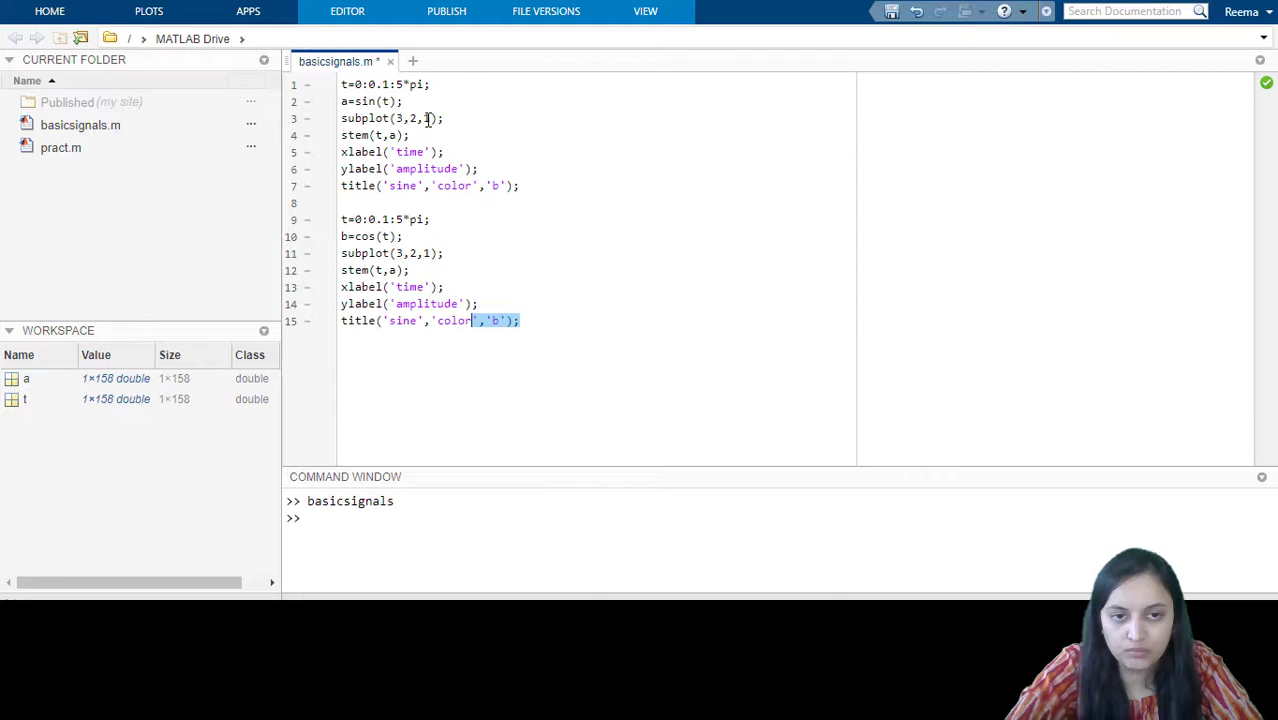 HOME PLOTS APPS EDITOR PUBLISH FILE VERSIONS VIEW Search Documentation Reema
/ MATLAB Drive
CURRENT FOLDER
Name
Published (my site)
basicsignals.m
pract.m
WORKSPACE
Name Value Size Class
a 1×158 double 1×158 double
t 1×158 double 1×158 double
basicsignals.m *
1 t=0:0.1:5*pi;
2 a=sin(t);
3 subplot(3,2,1);
4 stem(t,a);
5 xlabel('time');
6 ylabel('amplitude');
7 title('sine','color','b');
8
9 t=0:0.1:5*pi;
10 b=cos(t);
11 subplot(3,2,1);
12 stem(t,a);
13 xlabel('time');
14 ylabel('amplitude');
15 title('sine','color','b');
COMMAND WINDOW
>> basicsignals
>>